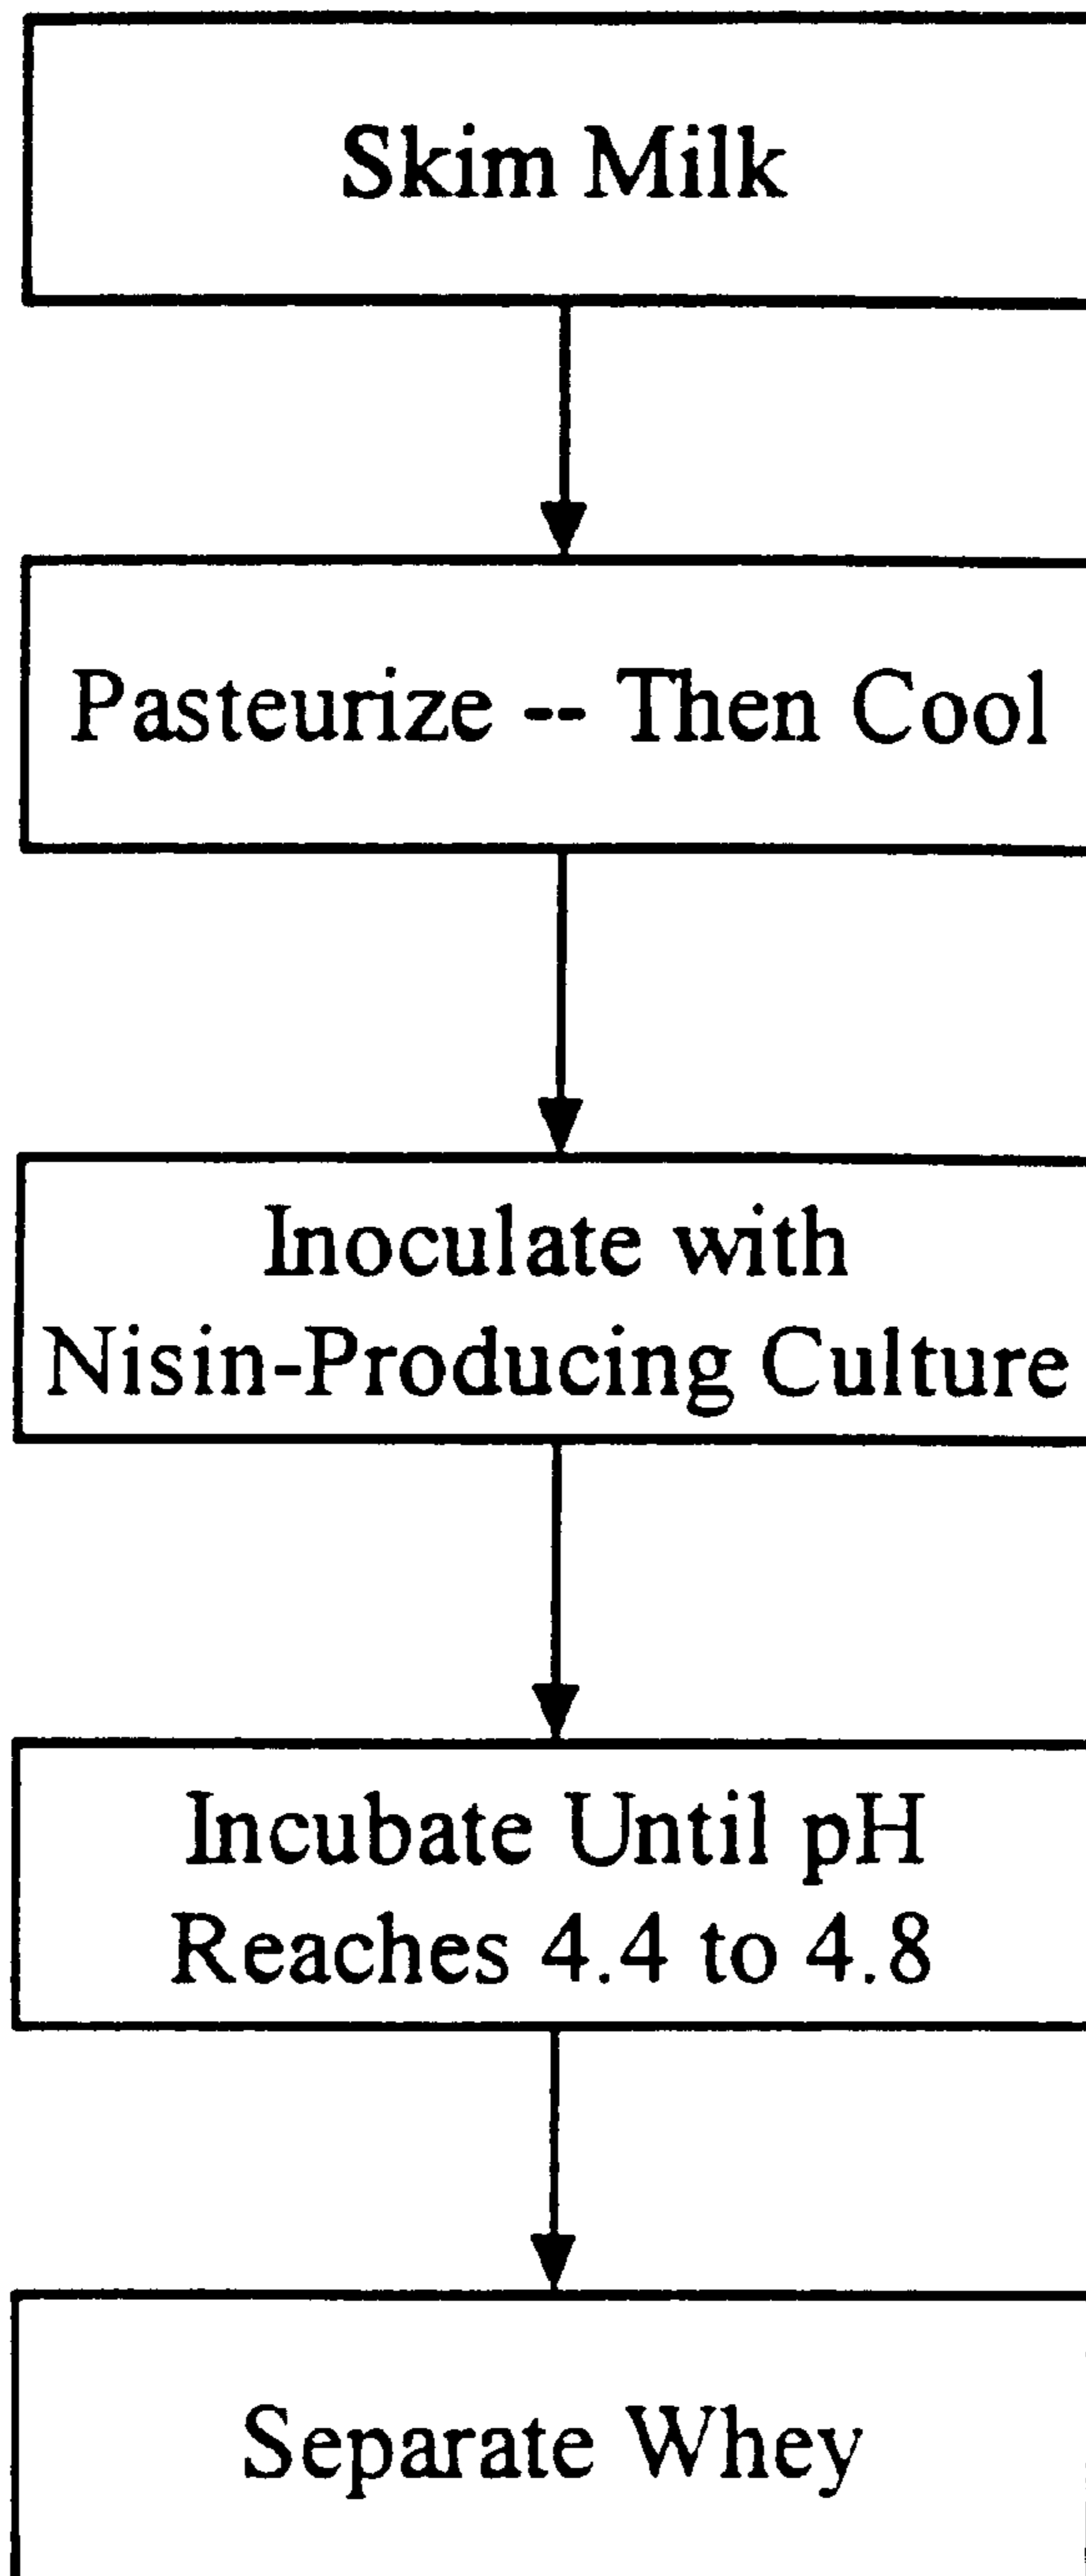 Skim Milk
Pasteurize -- Then Cool
Inoculate with
Nisin-Producing Culture
Incubate Until pH
Reaches 4.4 to 4.8
Separate Whey